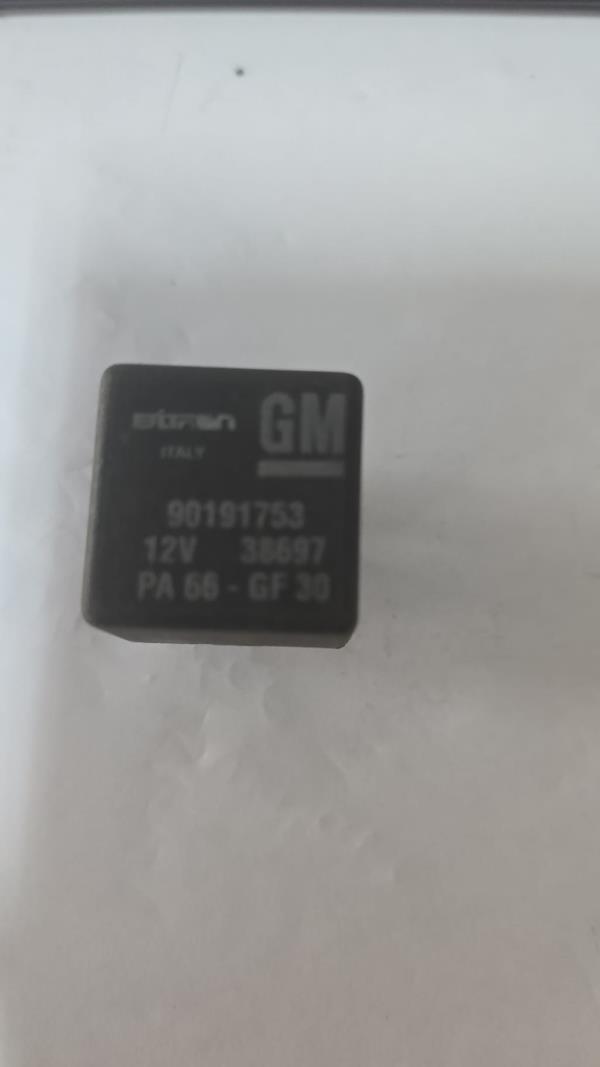 GM
ITALY
90191753
12V 38697
PA 66 - GF 30